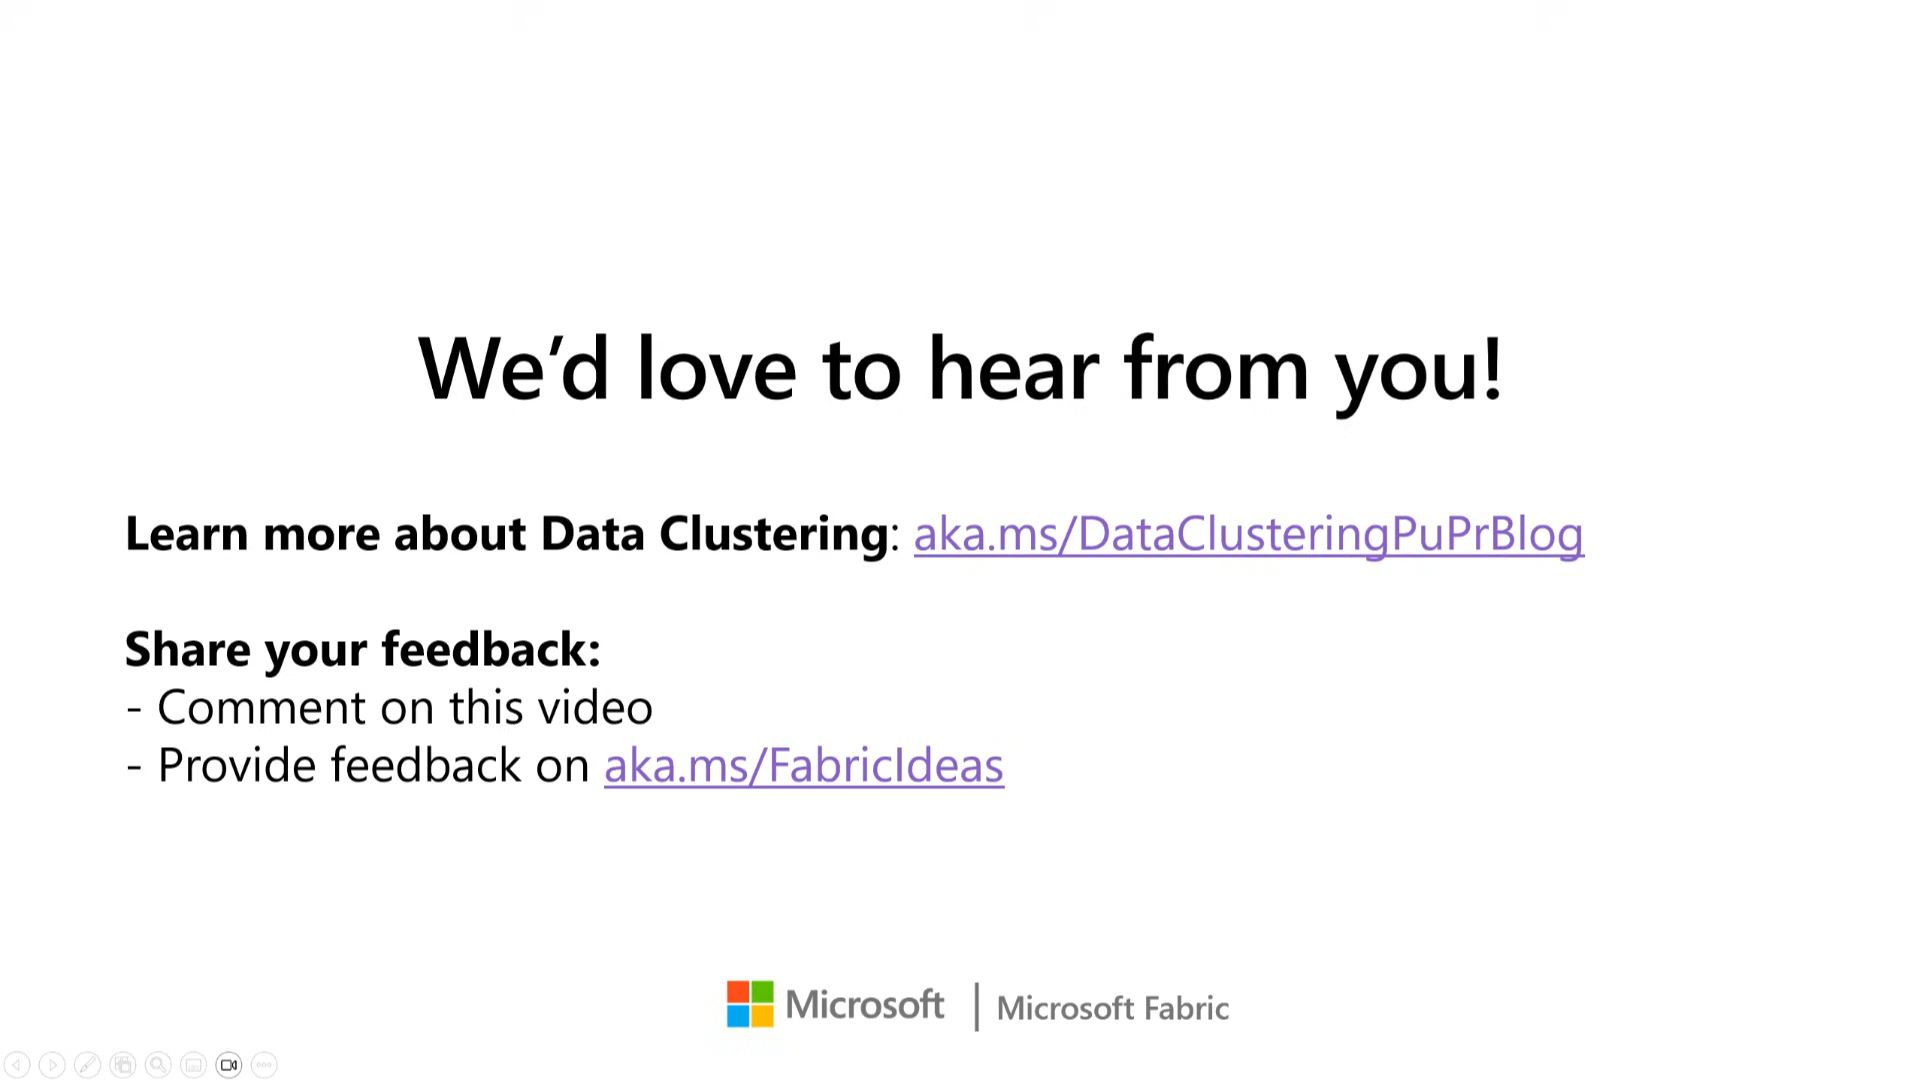 We’d love to hear from you!
Learn more about Data Clustering: aka.ms/DataClusteringPuPrBlog
Share your feedback:
- Comment on this video
- Provide feedback on aka.ms/FabricIdeas
Microsoft | Microsoft Fabric